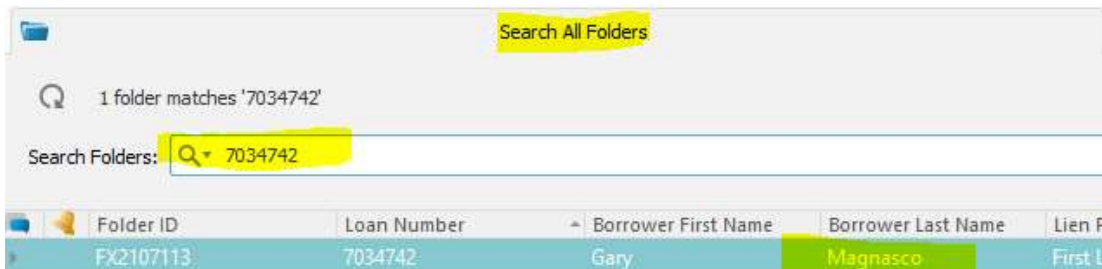 Search All Folders
1 folder matches '7034742'
Search Folders: 7034742
Folder ID Loan Number Borrower First Name Borrower Last Name Lien
FX2107113 7034742 Gary Magnasco First